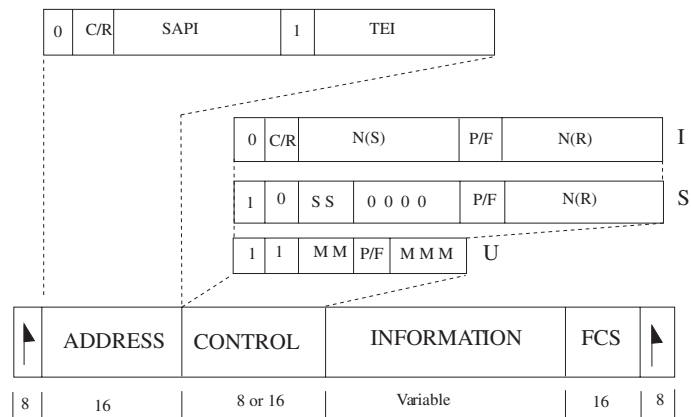 0 C/R SAPI 1 TEI
0 C/R N(S) P/F N(R) I
1 0 S S 0 0 0 0 P/F N(R) S
1 1 M M P/F M M M U
ADDRESS CONTROL INFORMATION FCS
8 16 8 or 16 Variable 16 8